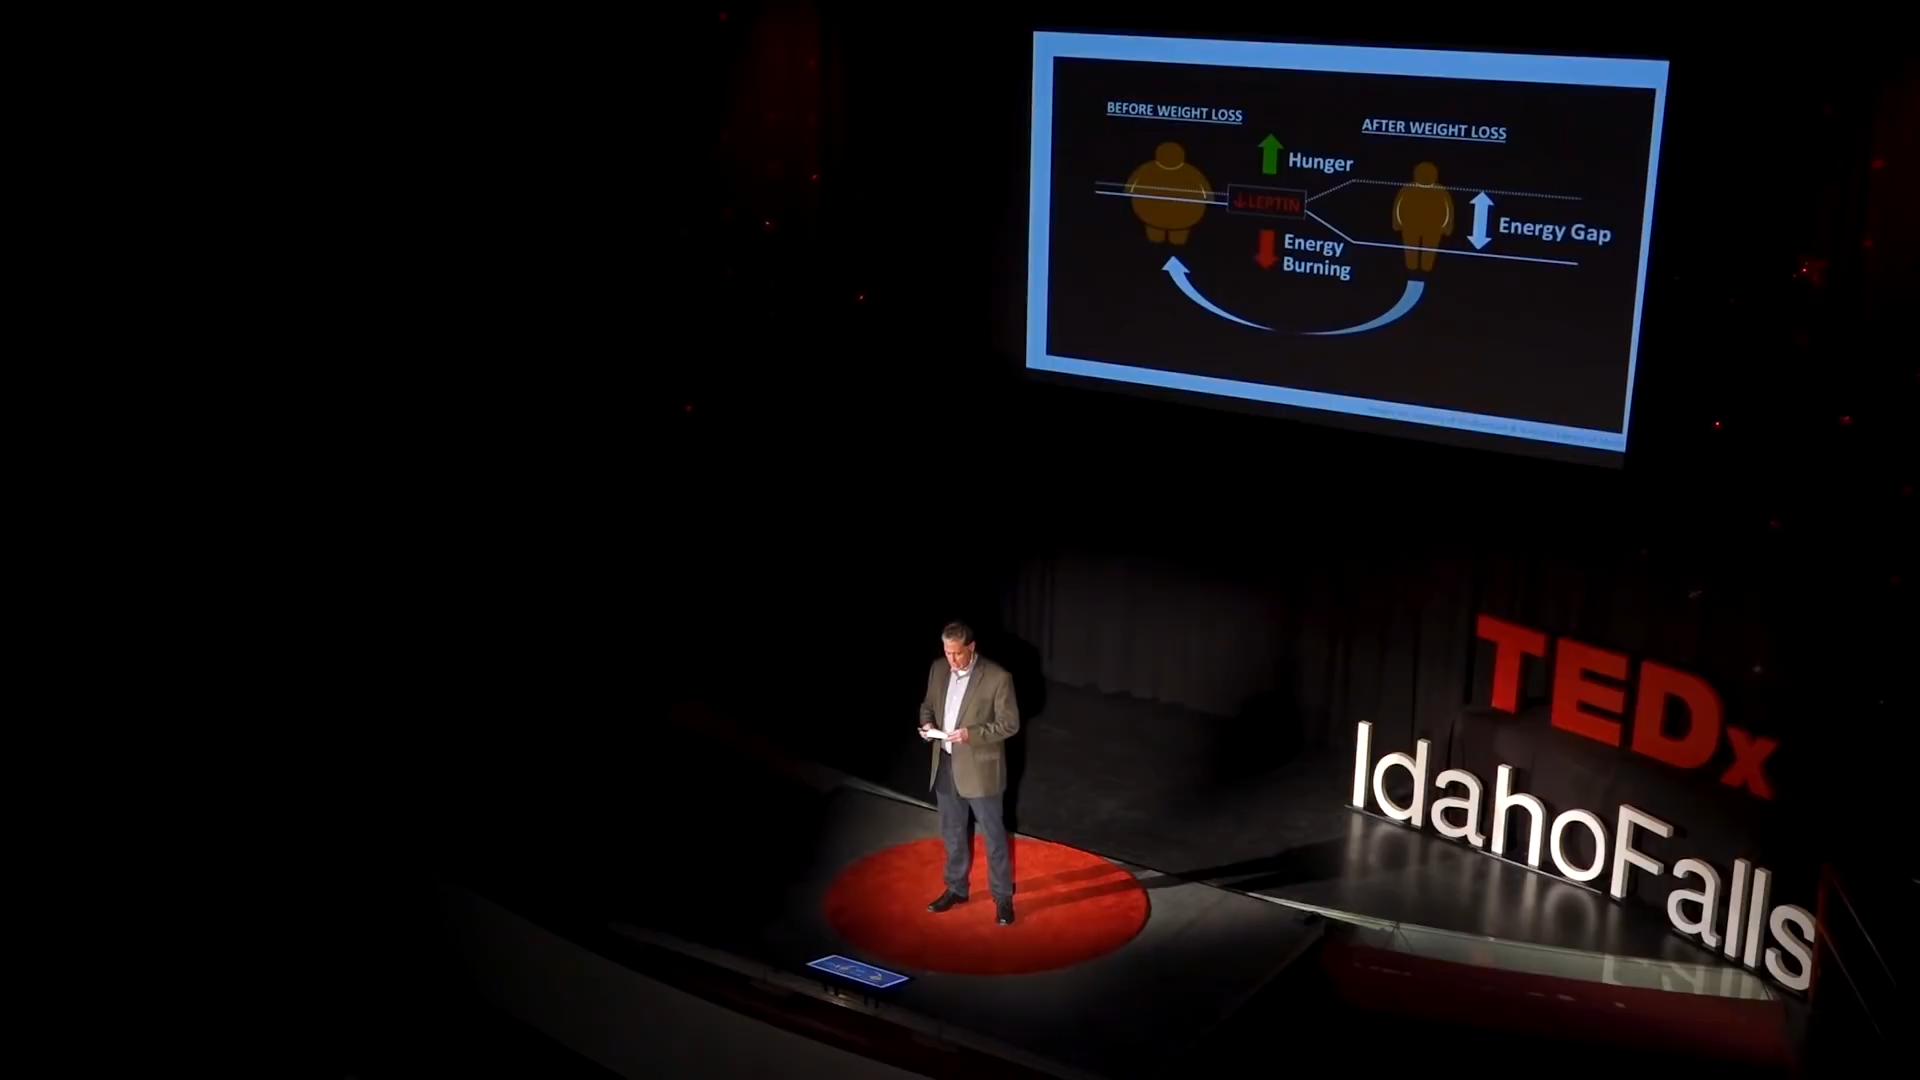 BEFORE WEIGHT LOSS
AFTER WEIGHT LOSS
Hunger
↓LEPTIN
Energy
Burning
Energy Gap
TEDx
IdahoFalls